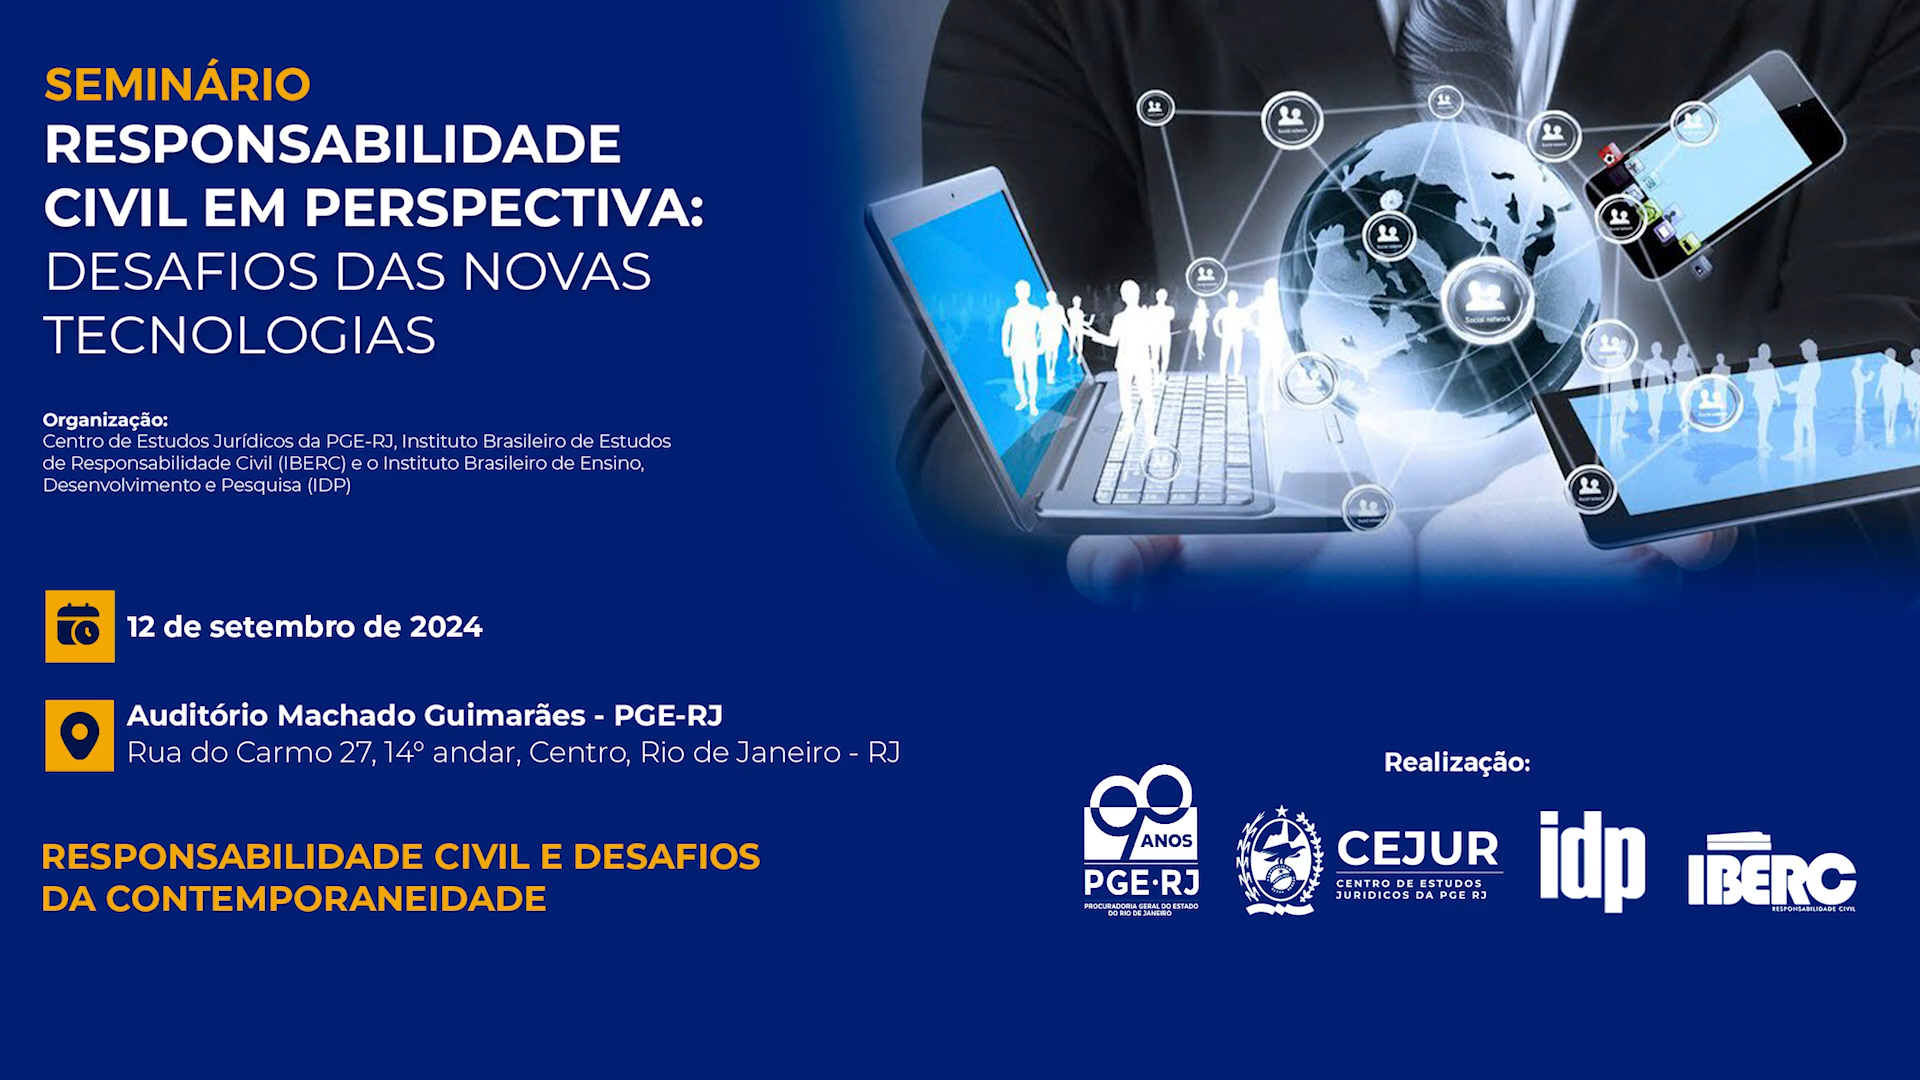 SEMINÁRIO
RESPONSABILIDADE
CIVIL EM PERSPECTIVA:
DESAFIOS DAS NOVAS
TECNOLOGIAS
Organização:
Centro de Estudos Jurídicos da PGE-RJ, Instituto Brasileiro de Estudos
de Responsabilidade Civil (IBERC) e o Instituto Brasileiro de Ensino,
Desenvolvimento e Pesquisa (IDP)
Social network
12 de setembro de 2024
Auditório Machado Guimarães - PGE-RJ
Rua do Carmo 27, 14º andar, Centro, Rio de Janeiro - RJ
RESPONSABILIDADE CIVIL E DESAFIOS
DA CONTEMPORANEIDADE
Realização:
90 ANOS
PGE·RJ
PROCURADORIA GERAL DO ESTADO
DO RIO DE JANEIRO
CEJUR
CENTRO DE ESTUDOS
JURIDICOS DA PGE RJ
idp
IBERC
RESPONSABILIDADE CIVIL